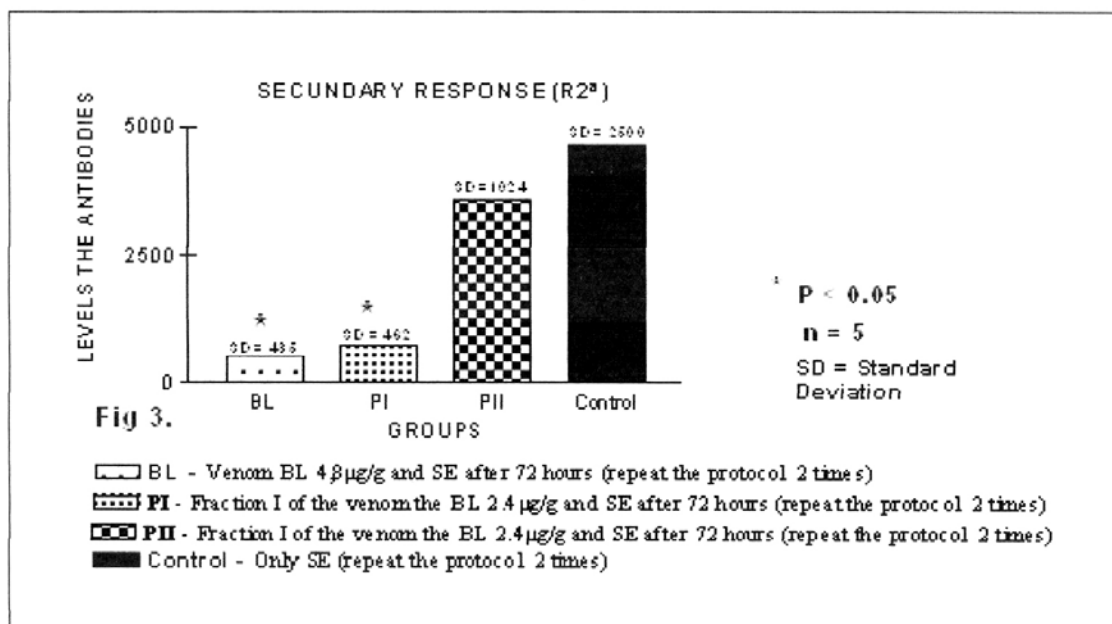 SECUNDARY RESPONSE (R2ª)
LEVELS THE ANTIBODIES
5000
2500
0
SD= 2500
SD=1024
SD= 462
*
*
BL
PI
PII
Control
GROUPS
* P < 0.05
n = 5
SD = Standard
Deviation
Fig 3.
BL - Venom BL 4,8µg/g and SE after 72 hours (repeat the protocol 2 times)
PI - Fraction I of the venom the BL 2.4µg/g and SE after 72 hours (repeat the protocol 2 times)
PII - Fraction I of the venom the BL 2.4µg/g and SE after 72 hours (repeat the protocol 2 times)
Control - Only SE (repeat the protocol 2 times)